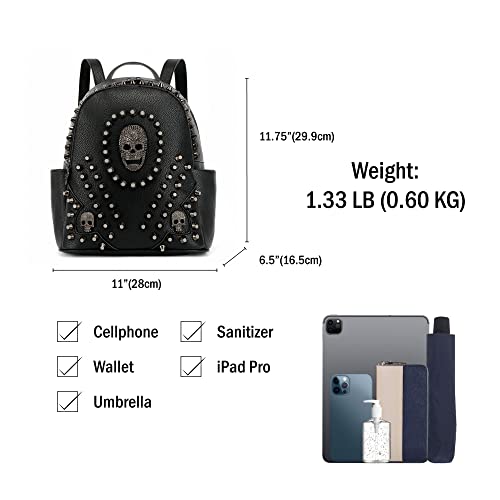 11.75"(29.9cm)
Weight:
1.33 LB (0.60 KG)
6.5"(16.5cm)
11"(28cm)
Cellphone
Sanitizer
Wallet
iPad Pro
Umbrella